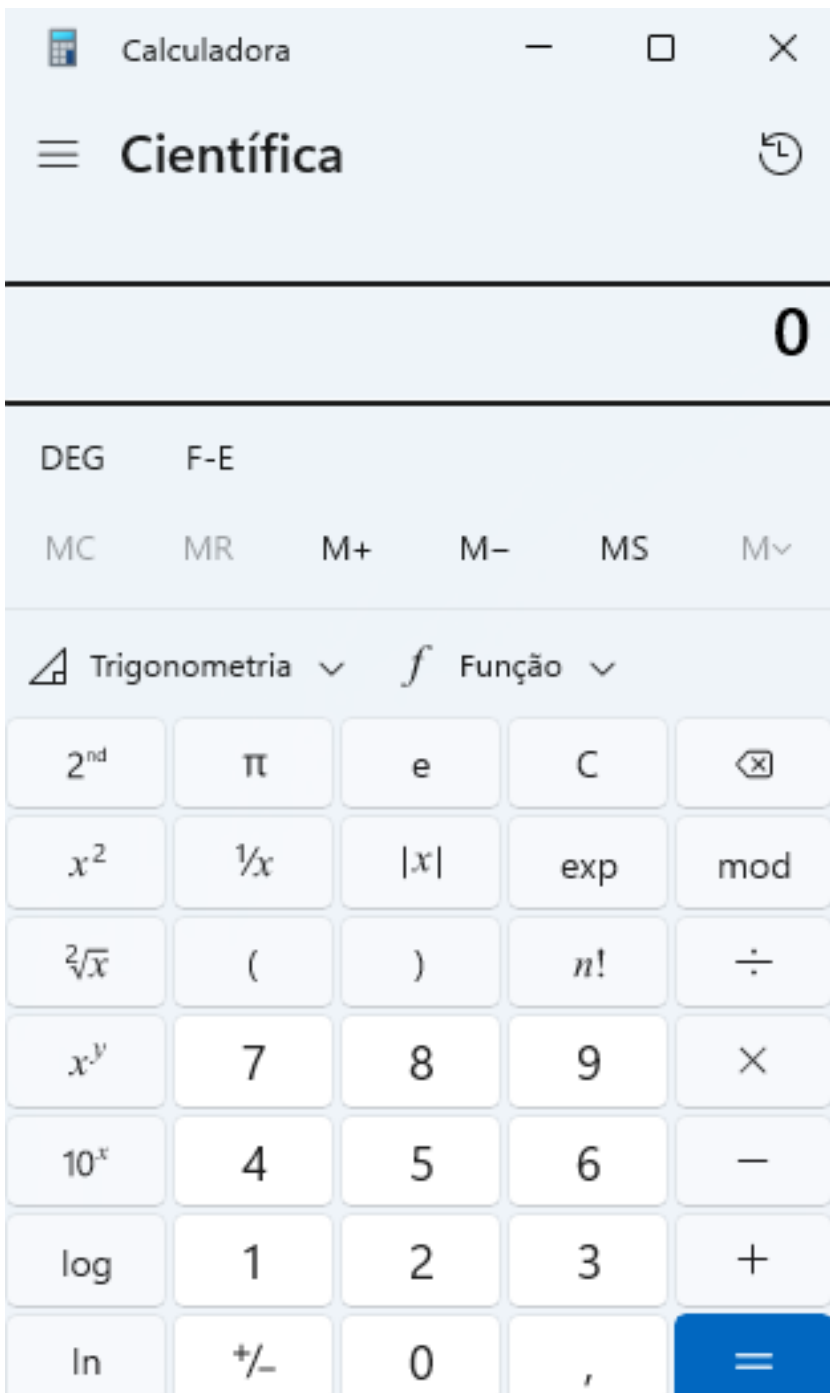 Calculadora
Científica
0
DEG F-E
MC MR M+ M− MS M
Trigonometria f Função
2ⁿᵈ π e C
x² ¹/x |x| exp mod
²√x ( ) n! ÷
xʸ 7 8 9 ×
10ˣ 4 5 6 −
log 1 2 3 +
ln +/− 0 , =